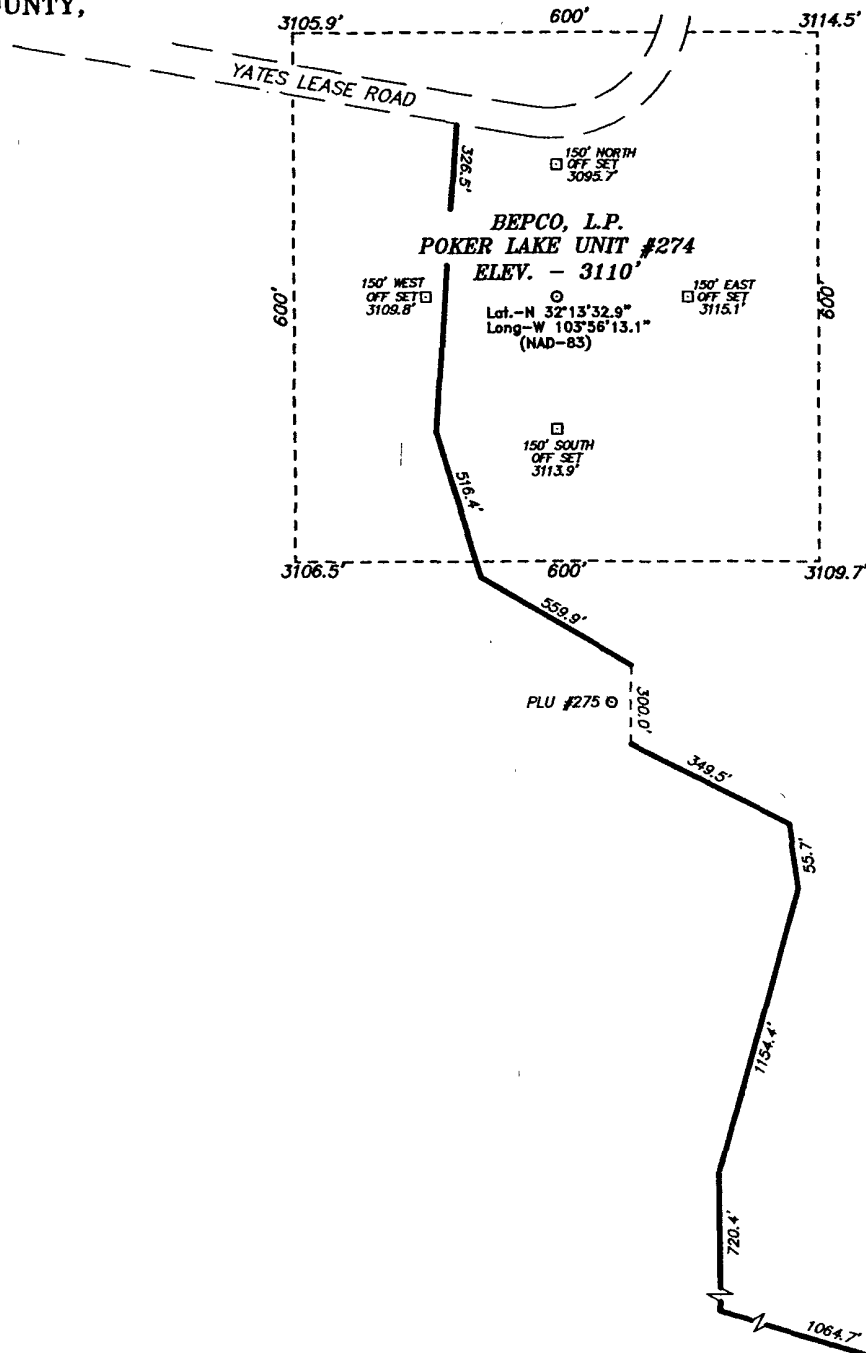 OUNTY,
3105.9' 600' 3114.5'
YATES LEASE ROAD
326.5'
150' NORTH
OFF SET
3095.7'
BEPCO, L.P.
POKER LAKE UNIT #274
ELEV. - 3110'
150' WEST
OFF SET
3109.8'
150' EAST
OFF SET
3115.1'
600'
600'
Lat.-N 32°13'32.9"
Long-W 103°56'13.1"
(NAD-83)
150' SOUTH
OFF SET
3113.9'
516.4'
3106.5' 600' 3109.7'
559.9'
PLU #275
300.0'
349.5'
55.7'
1154.4'
720.4'
1064.7'